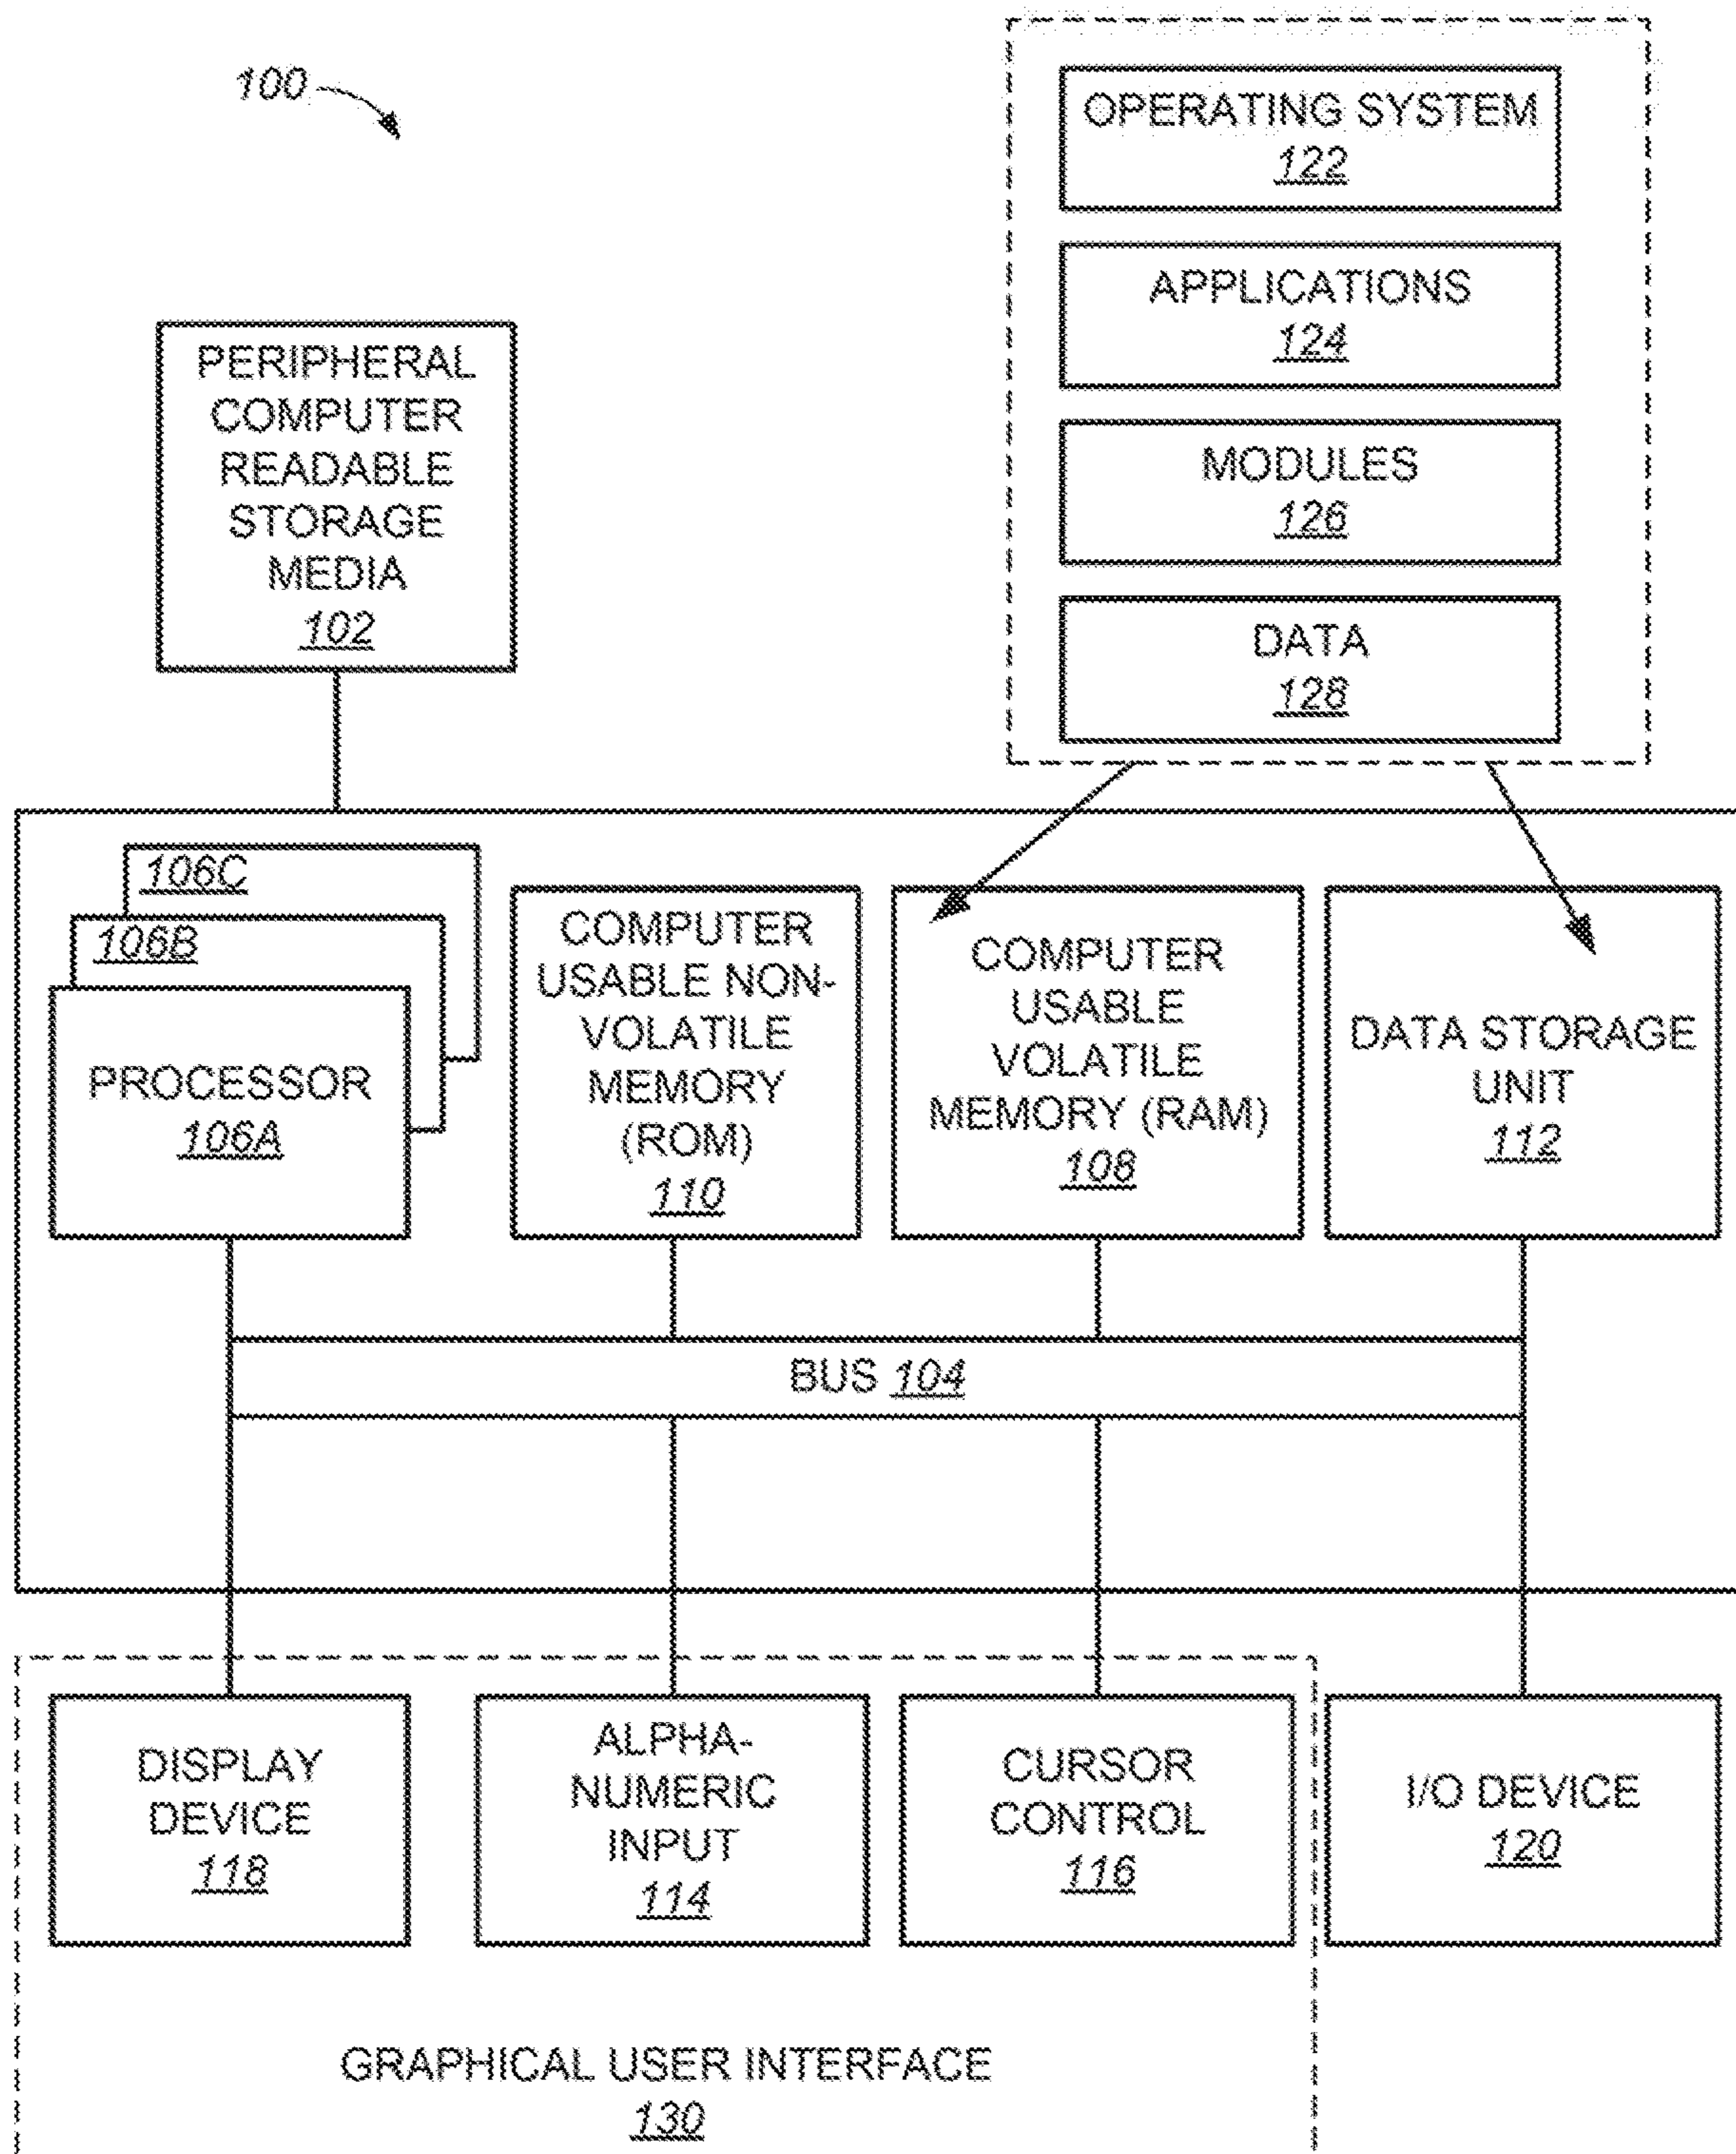 100
OPERATING SYSTEM
122
APPLICATIONS
124
MODULES
126
DATA
128
PERIPHERAL
COMPUTER
READABLE
STORAGE
MEDIA
102
106C
106B
PROCESSOR
106A
COMPUTER
USABLE NON-
VOLATILE
MEMORY
(ROM)
110
COMPUTER
USABLE
VOLATILE
MEMORY (RAM)
108
DATA STORAGE
UNIT
112
BUS 104
DISPLAY
DEVICE
118
ALPHA-
NUMERIC
INPUT
114
CURSOR
CONTROL
116
I/O DEVICE
120
GRAPHICAL USER INTERFACE
130